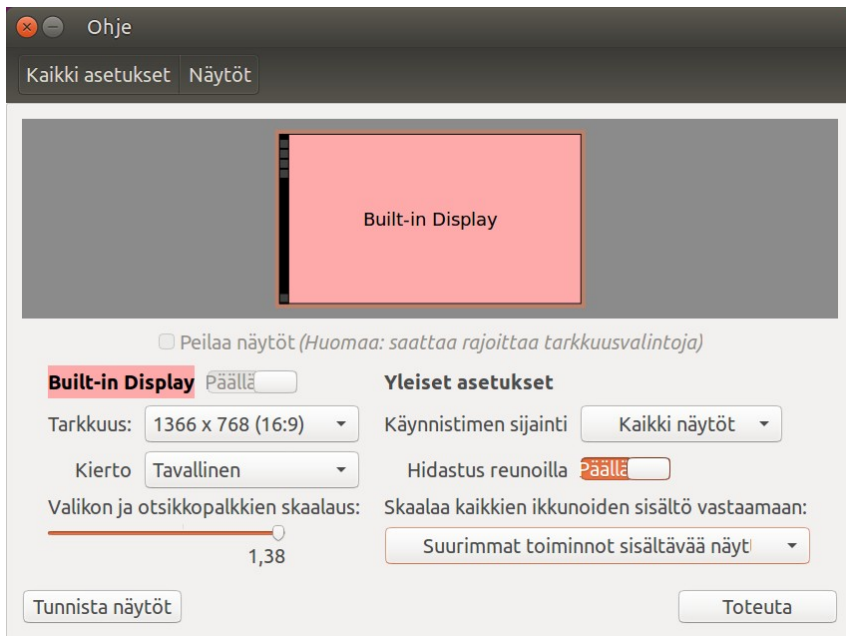 Ohje
Kaikki asetukset Näytöt
Built-in Display
Peilaa näytöt (Huomaa: saattaa rajoittaa tarkkuusvalintoja)
Built-in Display Päällä
Tarkkuus: 1366 x 768 (16:9)
Kierto Tavallinen
Valikon ja otsikkopalkkien skaalaus:
1,38
Yleiset asetukset
Käynnistimen sijainti Kaikki näytöt
Hidastus reunoilla Päällä
Skaalaa kaikkien ikkunoiden sisältö vastaamaan:
Suurimmat toiminnot sisältävää näyt
Tunnista näytöt
Toteuta